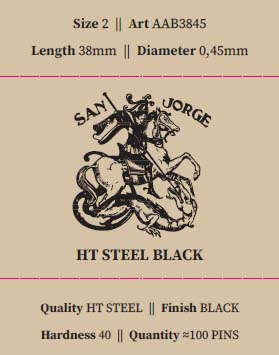 Size 2 || Art AAB3845
Length 38mm || Diameter 0,45mm
SAN JORGE
HT STEEL BLACK
Quality HT STEEL || Finish BLACK
Hardness 40 || Quantity ≈100 PINS